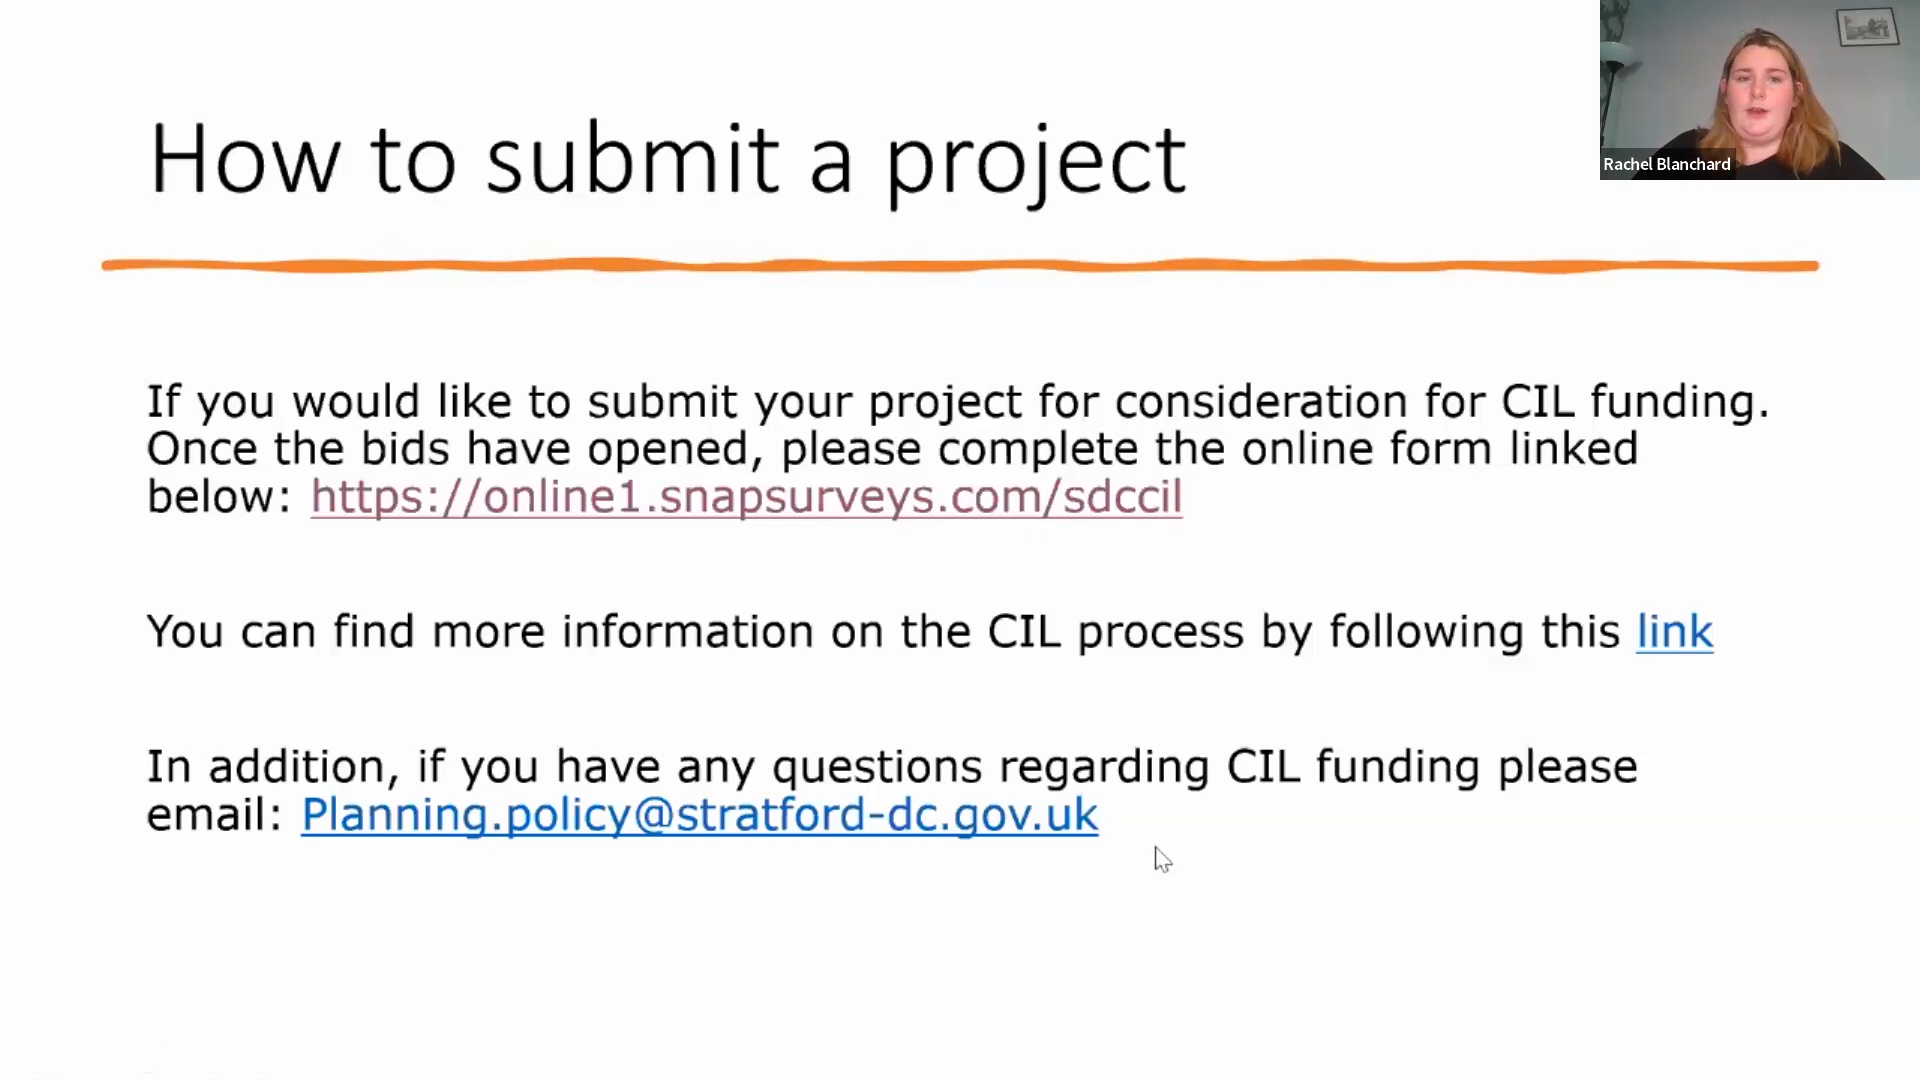 How to submit a project
Rachel Blanchard
If you would like to submit your project for consideration for CIL funding.
Once the bids have opened, please complete the online form linked
below: https://online1.snapsurveys.com/sdccil
You can find more information on the CIL process by following this link
In addition, if you have any questions regarding CIL funding please
email: Planning.policy@stratford-dc.gov.uk